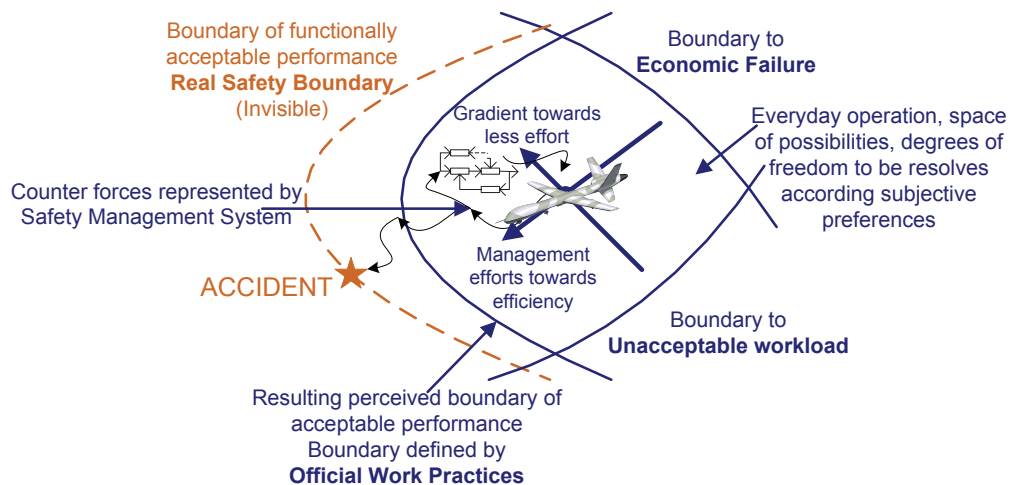 Boundary of functionally
acceptable performance
Real Safety Boundary
(Invisible)
Boundary to
Economic Failure
Gradient towards
less effort
Everyday operation, space
of possibilities, degrees of
freedom to be resolves
according subjective
preferences
Counter forces represented by
Safety Management System
Management
efforts towards
efficiency
ACCIDENT
Boundary to
Unacceptable workload
Resulting perceived boundary of
acceptable performance
Boundary defined by
Official Work Practices